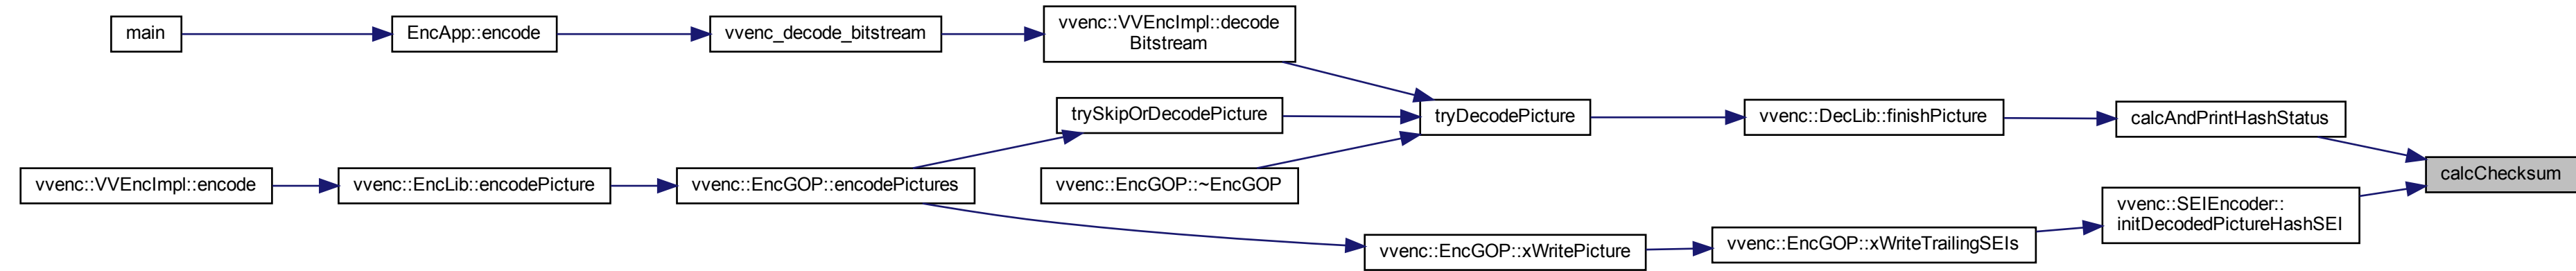 main
EncApp::encode
vvenc_decode_bitstream
vvenc::VVEncImpl::decode
Bitstream
trySkipOrDecodePicture
tryDecodePicture
vvenc::DecLib::finishPicture
calcAndPrintHashStatus
calcChecksum
vvenc::VVEncImpl::encode
vvenc::EncLib::encodePicture
vvenc::EncGOP::encodePictures
vvenc::EncGOP::~EncGOP
vvenc::SEIEncoder::
initDecodedPictureHashSEI
vvenc::EncGOP::xWritePicture
vvenc::EncGOP::xWriteTrailingSEIs